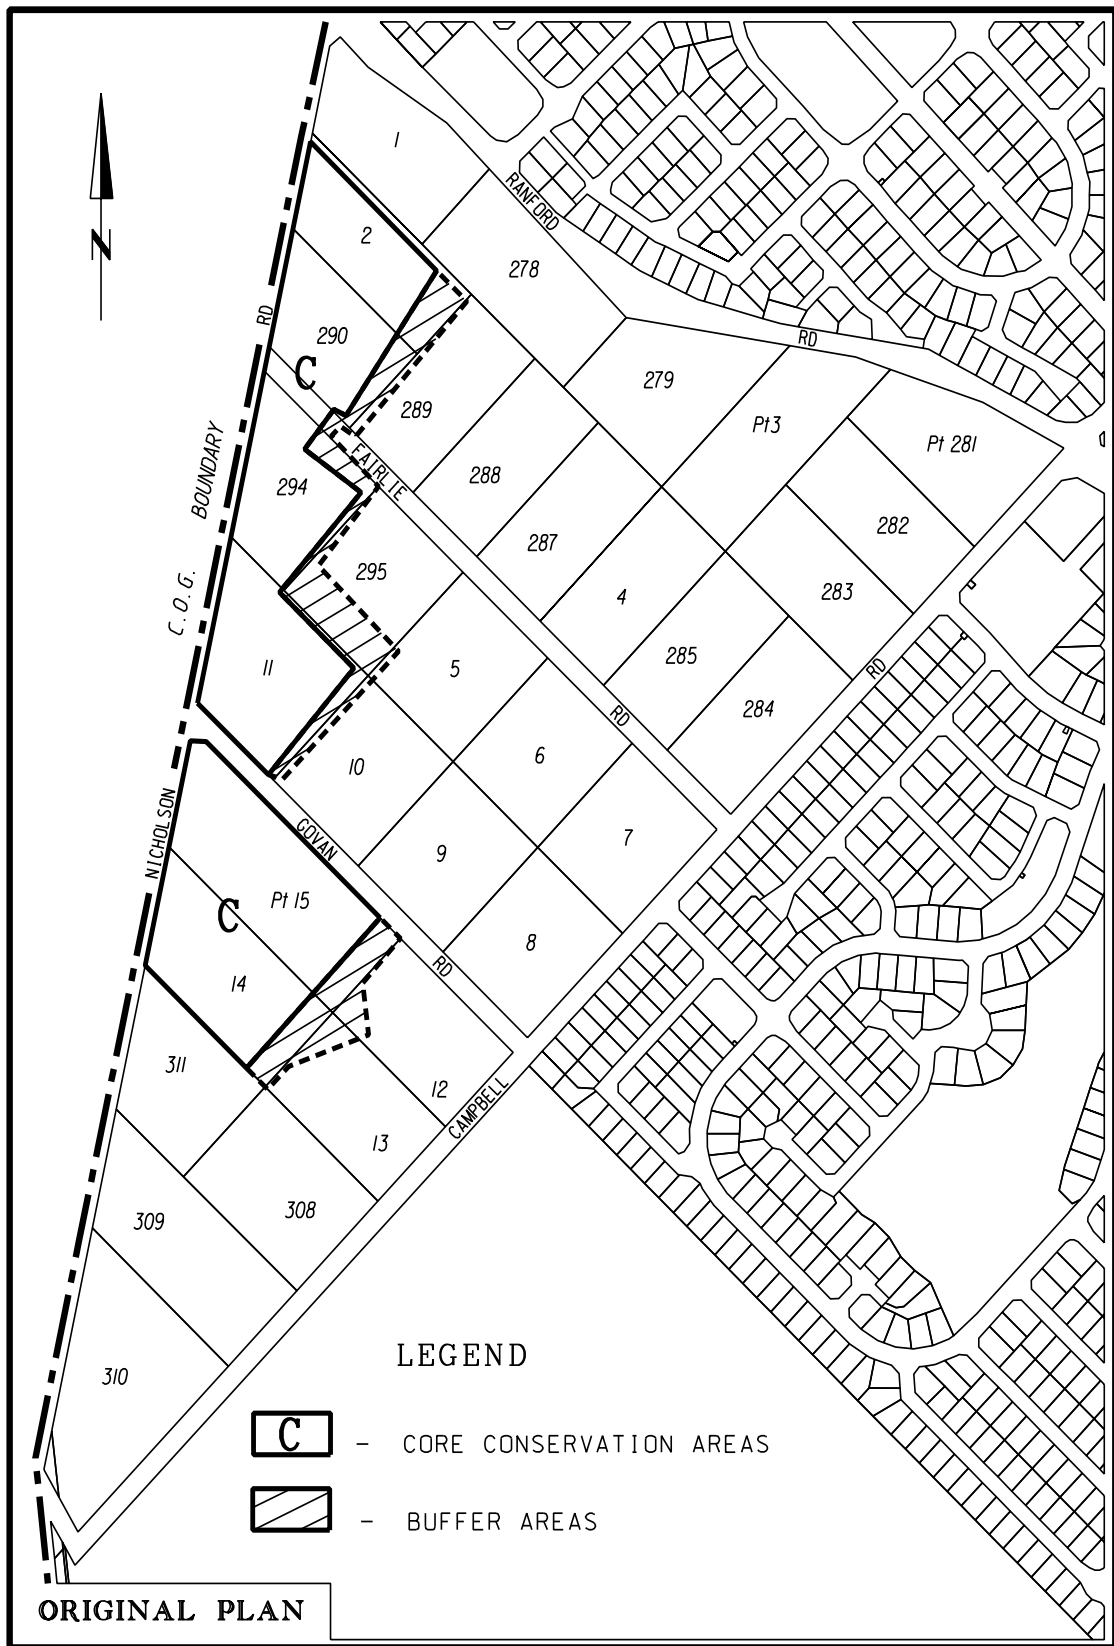 1
RANFORD
2
278
N
RD
290
RD
C
279
289
Pt3
Pt 281
FAIRLIE
BOUNDARY
288
294
282
287
C.O.G.
295
283
4
11
5
285
RD
284
RD
6
10
NICHOLSON
GOVAN
7
9
Pt 15
C
8
14
RD
311
12
CAMPBELL
13
308
309
LEGEND
310
C - CORE CONSERVATION AREAS
- BUFFER AREAS
ORIGINAL PLAN